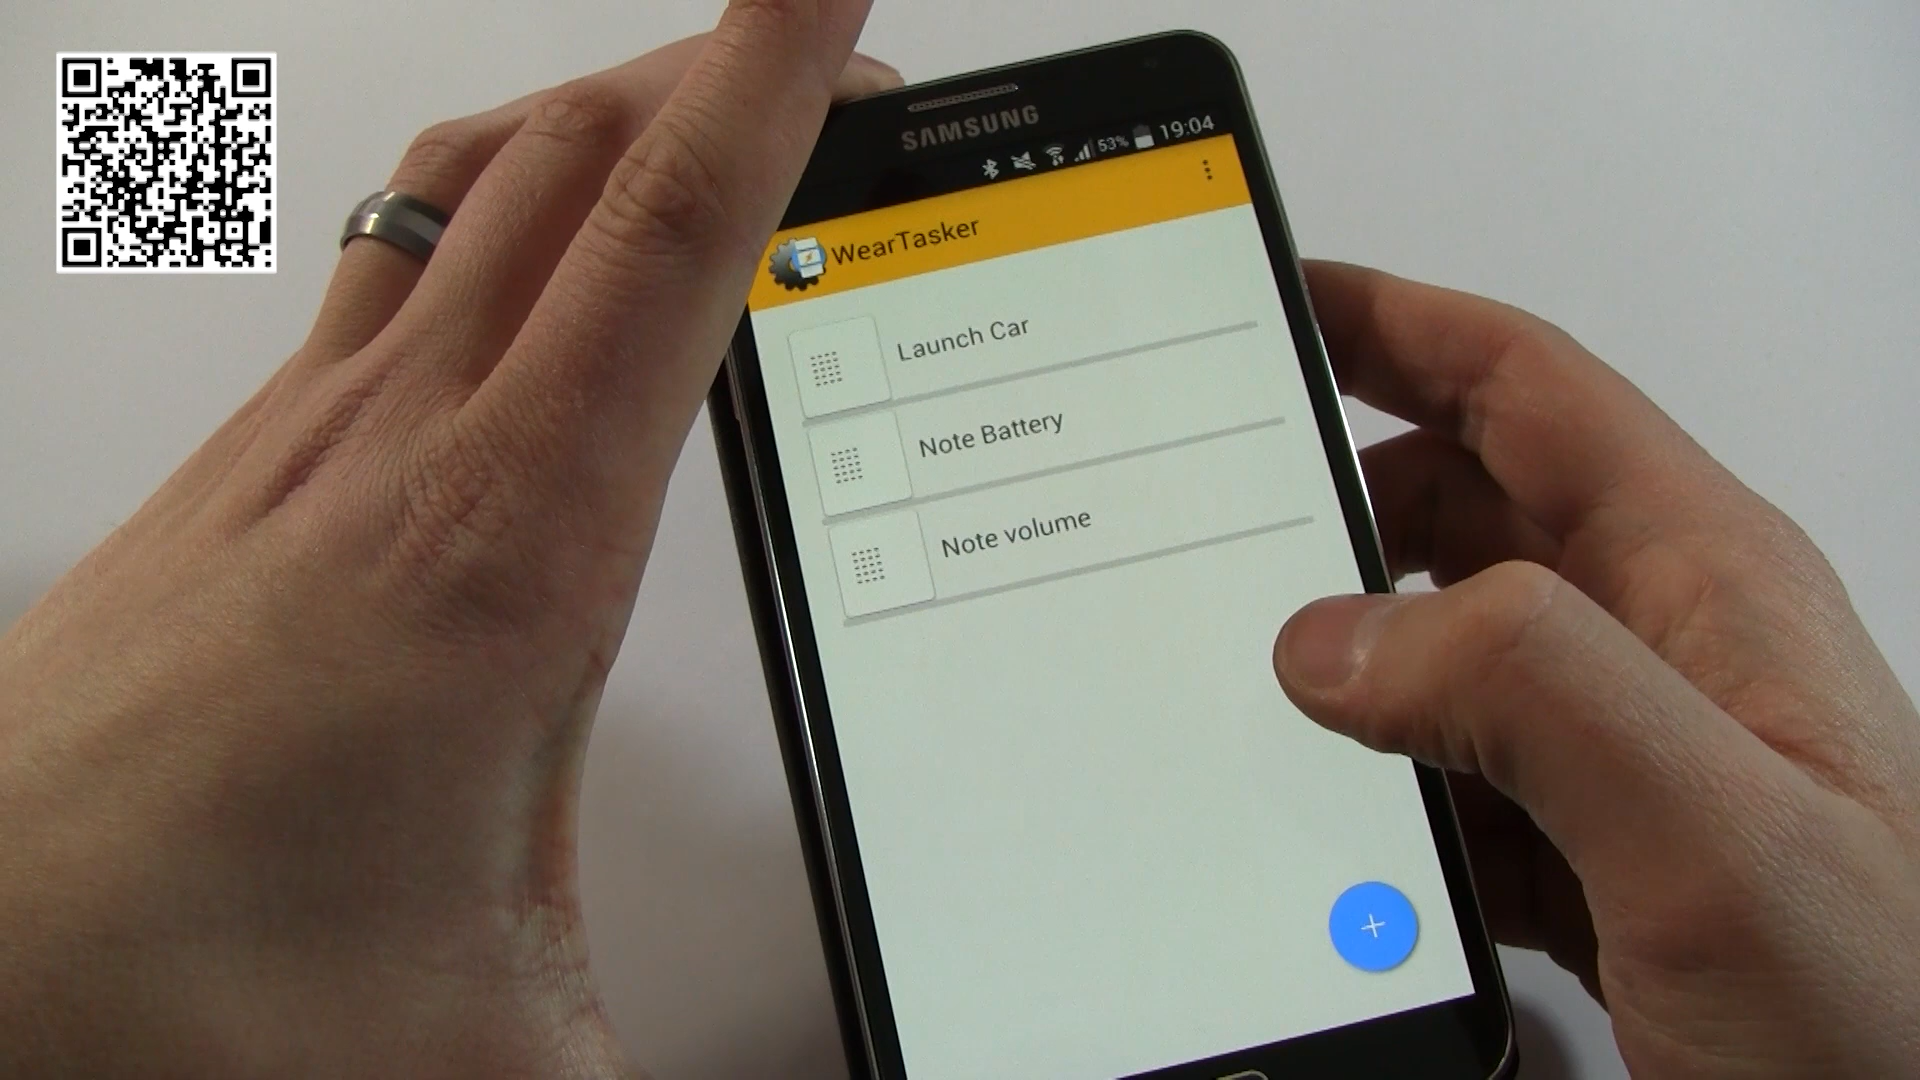 SAMSUNG
53% 19:04
WearTasker
Launch Car
Note Battery
Note volume